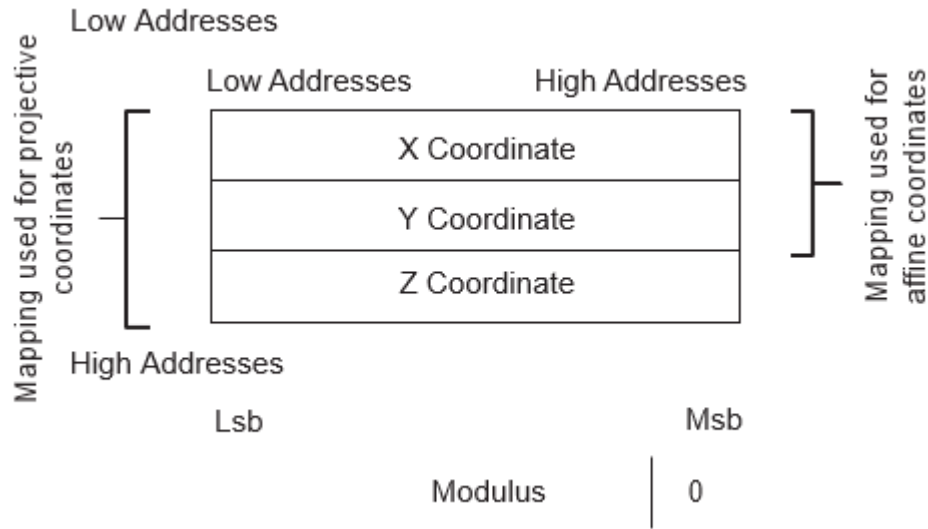 Low Addresses
Low Addresses High Addresses
Mapping used for projective
coordinates
X Coordinate
Y Coordinate
Z Coordinate
Mapping used for
affine coordinates
High Addresses
Lsb Msb
Modulus 0